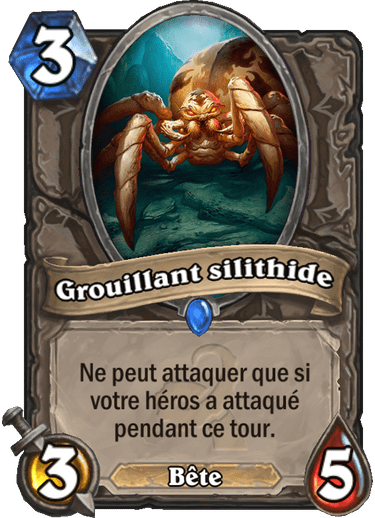 3
Grouillant silithide
Ne peut attaquer que si
votre héros a attaqué
pendant ce tour.
3
Bête
5